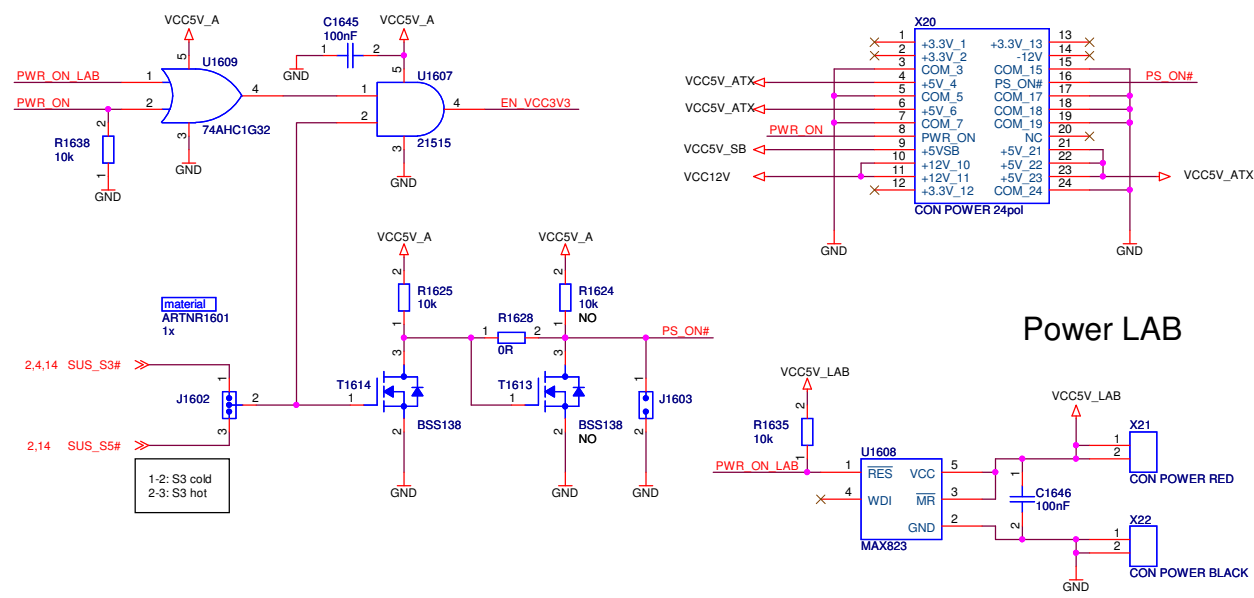 VCC5V_A
5
U1609
PWR_ON_LAB
1
PWR_ON
2
4
3
74AHC1G32
GND
2
R1638
10k
1
GND
C1645
100nF
1
2
GND
VCC5V_A
5
U1607
1
2
4
EN_VCC3V3
3
21515
GND
X20
1
+3.3V_1
+3.3V_13
13
2
+3.3V_2
-12V
14
3
COM_3
COM_15
15
VCC5V_ATX
4
+5V_4
PS_ON#
16
PS_ON#
5
COM_5
COM_17
17
VCC5V_ATX
6
+5V_6
COM_18
18
7
COM_7
COM_19
19
PWR_ON
8
PWR_ON
NC
20
VCC5V_SB
9
+5VSB
+5V_21
21
10
+12V_10
+5V_22
22
VCC12V
11
+12V_11
+5V_23
23
VCC5V_ATX
12
+3.3V_12
COM_24
24
CON POWER 24pol
GND
GND
material
ARTNR1601
1x
2,4,14 SUS_S3#
1
J1602
2
3
2,14 SUS_S5#
1-2: S3 cold
2-3: S3 hot
VCC5V_A
2
R1625
10k
1
3
T1614
1
BSS138
2
GND
R1628
1
2
0R
VCC5V_A
2
R1624
10k
NO
1
PS_ON#
3
T1613
1
BSS138
NO
2
GND
1
J1603
2
GND
Power LAB
VCC5V_LAB
2
R1635
10k
1
PWR_ON_LAB
U1608
1
RES
VCC
5
4
WDI
MR
3
GND
2
MAX823
VCC5V_LAB
1
C1646
100nF
2
X21
1
2
CON POWER RED
X22
1
2
CON POWER BLACK
GND